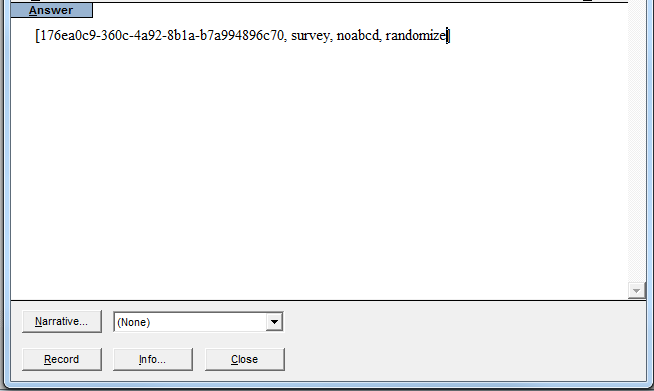 Answer
[176ea0c9-360c-4a92-8b1a-b7a994896c70, survey, noabcd, randomize]
Narrative... (None)
Record Info... Close